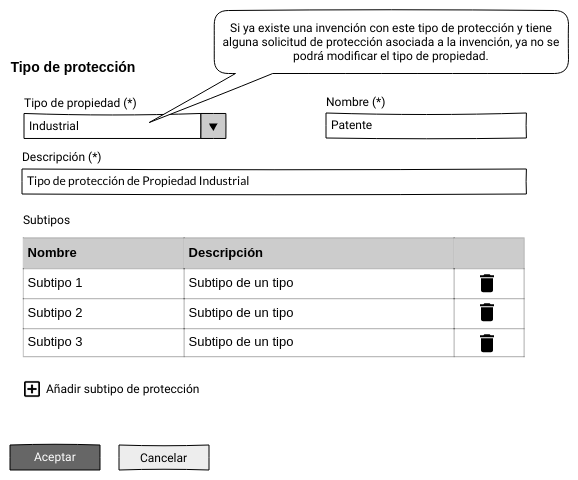 Si ya existe una invención con este tipo de protección y tiene
alguna solicitud de protección asociada a la invención, ya no se
podrá modificar el tipo de propiedad.
Tipo de protección
Tipo de propiedad (*) Nombre (*)
Industrial Patente
Descripción (*)
Tipo de protección de Propiedad Industrial
Subtipos
Nombre Descripción
Subtipo 1 Subtipo de un tipo
Subtipo 2 Subtipo de un tipo
Subtipo 3 Subtipo de un tipo
Añadir subtipo de protección
Aceptar Cancelar